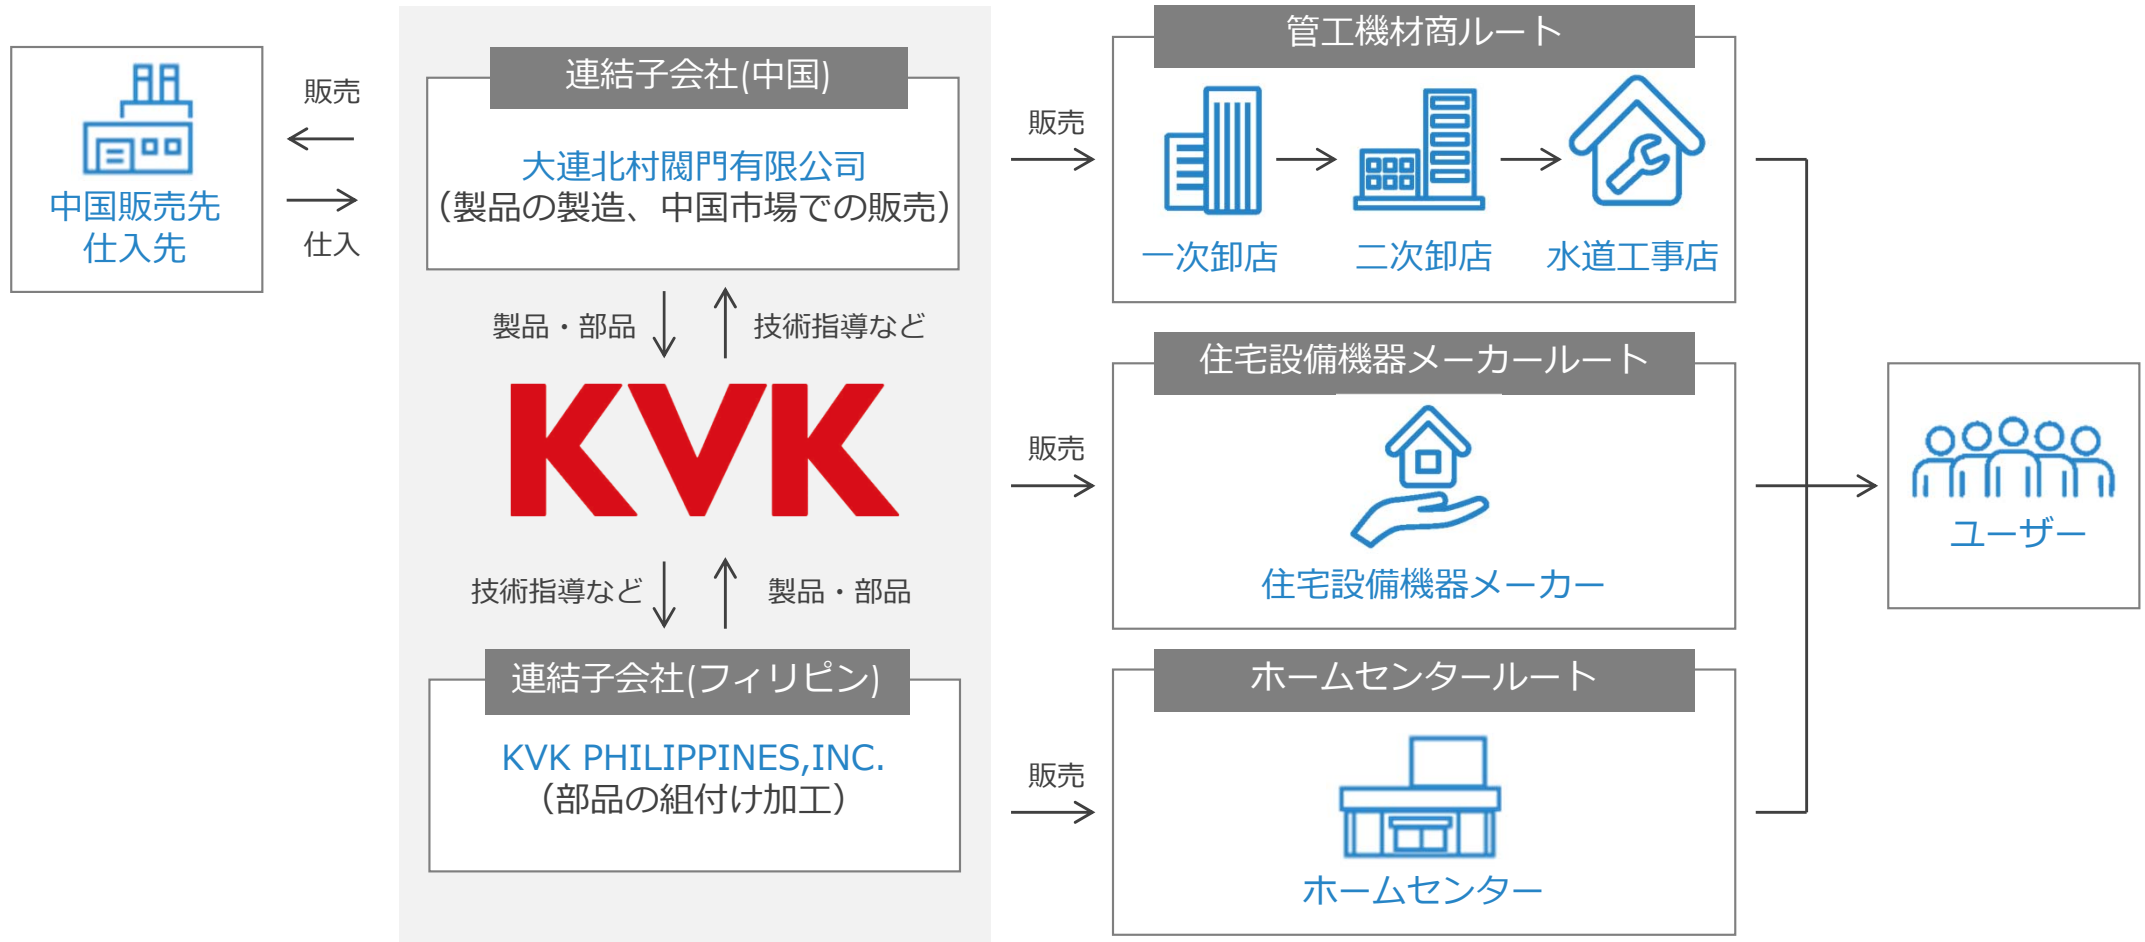 中国販売先
仕入先
販売
仕入
連結子会社(中国)
大連北村閥門有限公司
（製品の製造、中国市場での販売）
製品・部品
技術指導など
KVK
技術指導など
製品・部品
連結子会社(フィリピン)
KVK PHILIPPINES,INC.
（部品の組付け加工）
販売
管工機材商ルート
一次卸店
二次卸店
水道工事店
販売
住宅設備機器メーカールート
住宅設備機器メーカー
販売
ホームセンタールート
ホームセンター
ユーザー